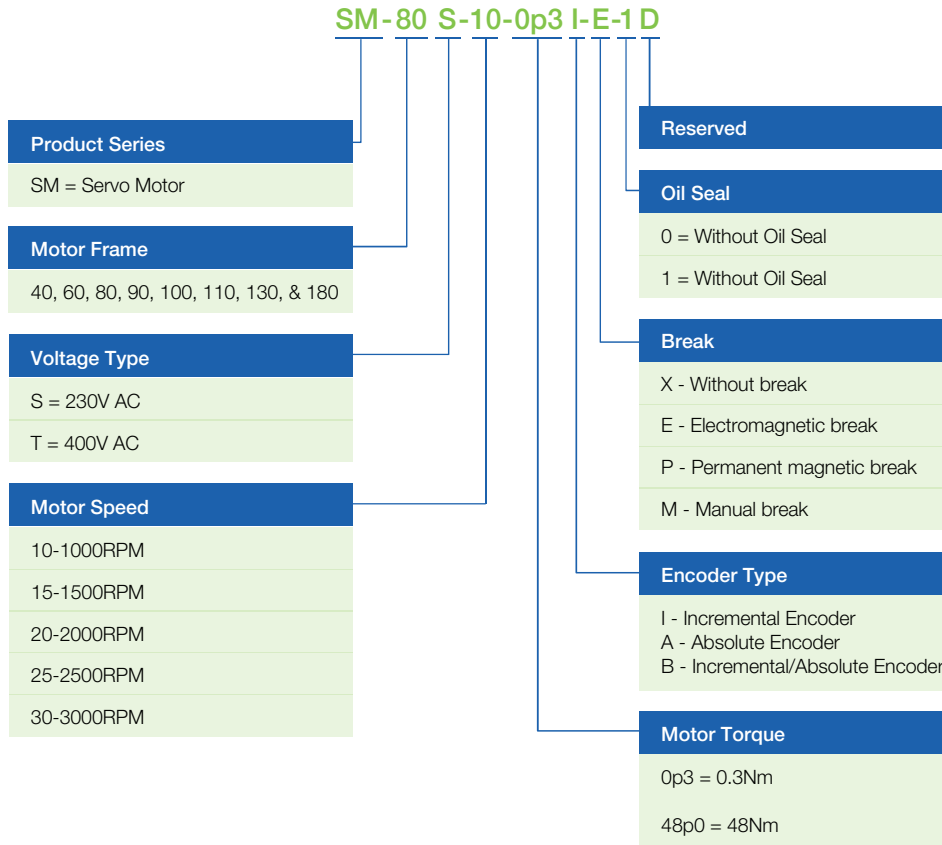 SM-80 S-10-0p3 I-E-1 D
Product Series
SM = Servo Motor
Motor Frame
40, 60, 80, 90, 100, 110, 130, & 180
Voltage Type
S = 230V AC
T = 400V AC
Motor Speed
10-1000RPM
15-1500RPM
20-2000RPM
25-2500RPM
30-3000RPM
Reserved
Oil Seal
0 = Without Oil Seal
1 = Without Oil Seal
Break
X - Without break
E - Electromagnetic break
P - Permanent magnetic break
M - Manual break
Encoder Type
I - Incremental Encoder
A - Absolute Encoder
B - Incremental/Absolute Encoder
Motor Torque
0p3 = 0.3Nm
48p0 = 48Nm